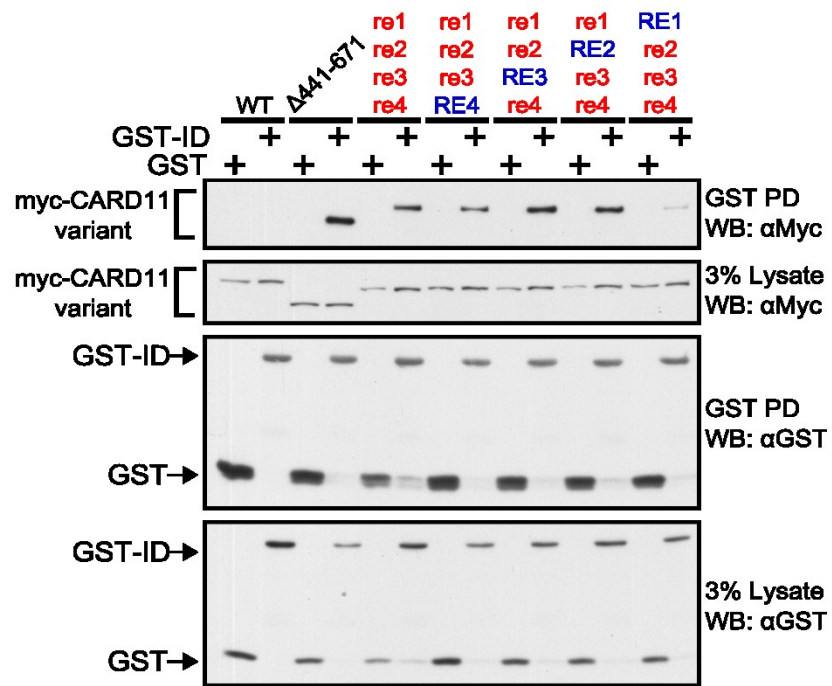 re1 re1 re1 re1 RE1
re2 re2 re2 RE2 re2
re3 re3 RE3 re3 re3
WT Δ441-671 re4 RE4 re4 re4 re4
GST-ID + + + + + + +
GST + + + + + + +
myc-CARD11 variant
GST PD
WB: αMyc
myc-CARD11 variant
3% Lysate
WB: αMyc
GST-ID
GST
GST PD
WB: αGST
GST-ID
GST
3% Lysate
WB: αGST